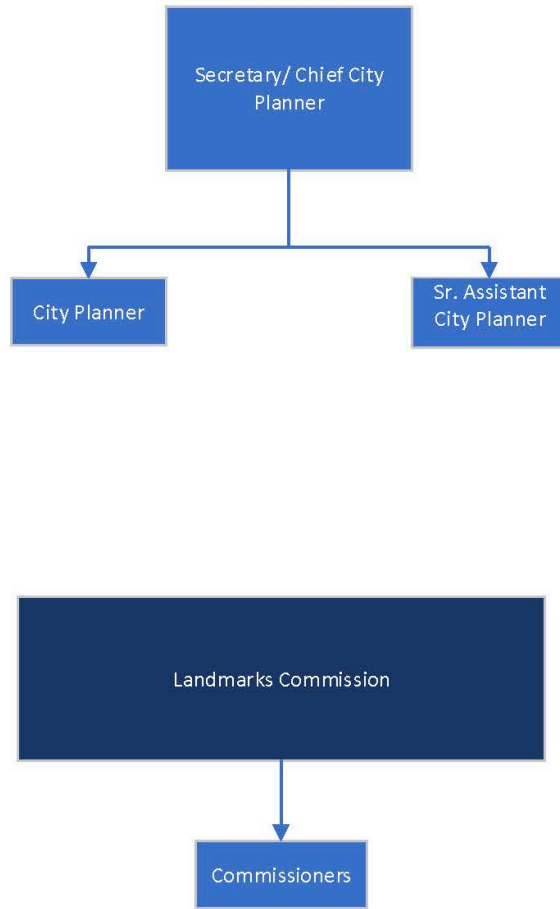 Secretary/ Chief City
Planner
City Planner
Sr. Assistant
City Planner
Landmarks Commission
Commissioners